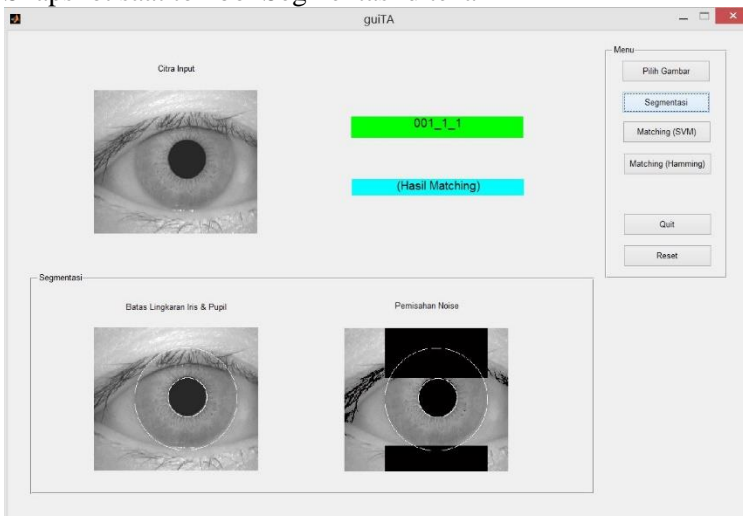 guiTA
Citra Input
001_1_1
(Hasil Matching)
Menu
Pilih Gambar
Segmentasi
Matching (SVM)
Matching (Hamming)
Quit
Reset
Segmentasi
Batas Lingkaran Iris & Pupil
Pemisahan Noise